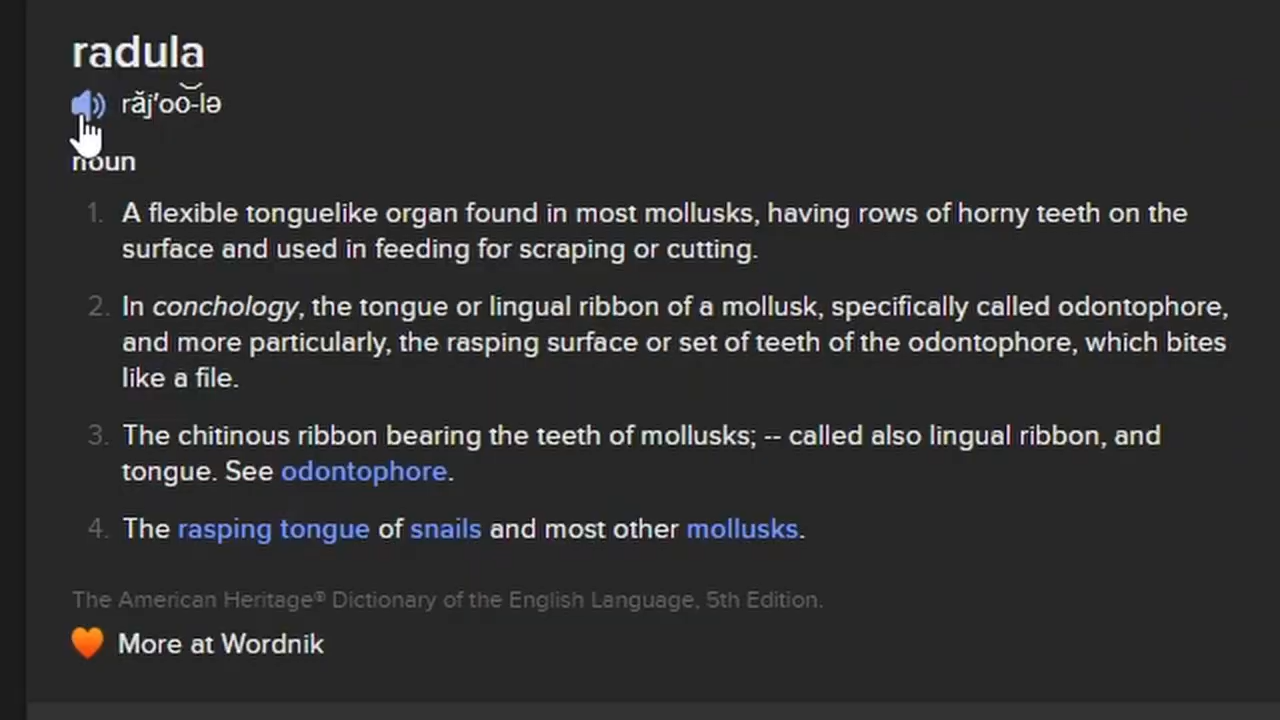 radula
răj′o͝o-lə
noun
1. A flexible tonguelike organ found in most mollusks, having rows of horny teeth on the
surface and used in feeding for scraping or cutting.
2. In conchology, the tongue or lingual ribbon of a mollusk, specifically called odontophore,
and more particularly, the rasping surface or set of teeth of the odontophore, which bites
like a file.
3. The chitinous ribbon bearing the teeth of mollusks; -- called also lingual ribbon, and
tongue. See odontophore.
4. The rasping tongue of snails and most other mollusks.
The American Heritage® Dictionary of the English Language, 5th Edition.
More at Wordnik